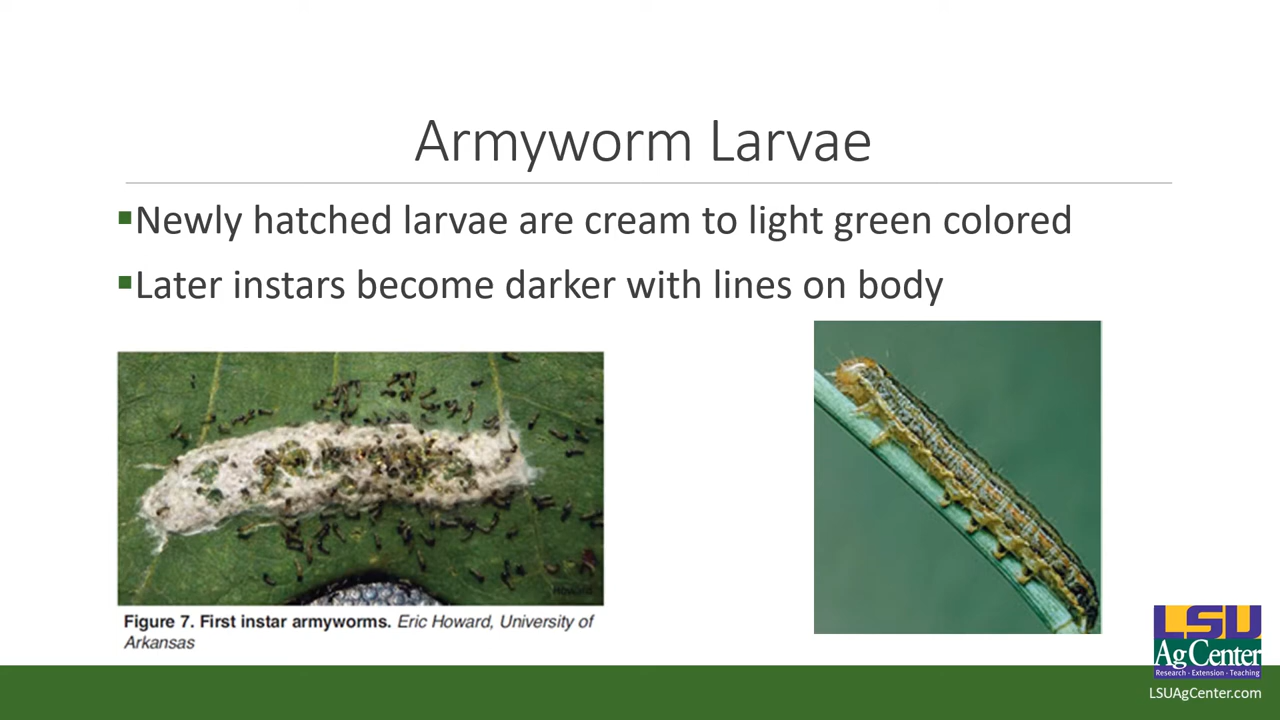 Armyworm Larvae
▪Newly hatched larvae are cream to light green colored
▪Later instars become darker with lines on body
Howard
Figure 7. First instar armyworms. Eric Howard, University of
Arkansas
LSU
AgCenter
Research · Extension · Teaching
LSUAgCenter.com